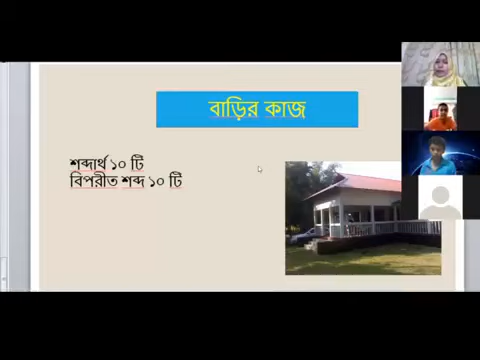 বাড়ির কাজ
শব্দার্থ ১০ টি
বিপরীত শব্দ ১০ টি